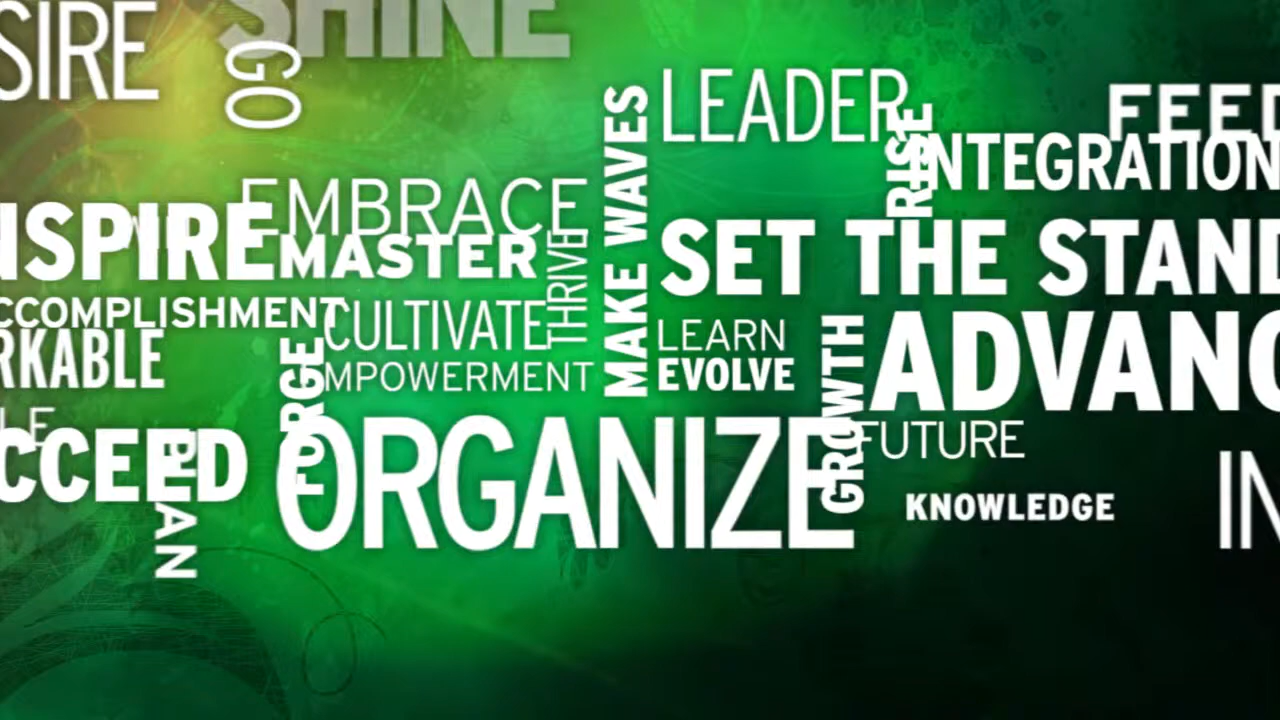 SIRE
GO
SHINE
LEADER
RISE
FEED
INTEGRATION
MAKE WAVES
EMBRACE
NSPIRE
MASTER
THRIVE
SET THE STAND
CCOMPLISHMENT
CULTIVATE
LEARN
RKABLE
FORGE
MPOWERMENT
EVOLVE
GROWTH
ADVANC
LE
CCEED
PLAN
ORGANIZE
FUTURE
KNOWLEDGE
IN